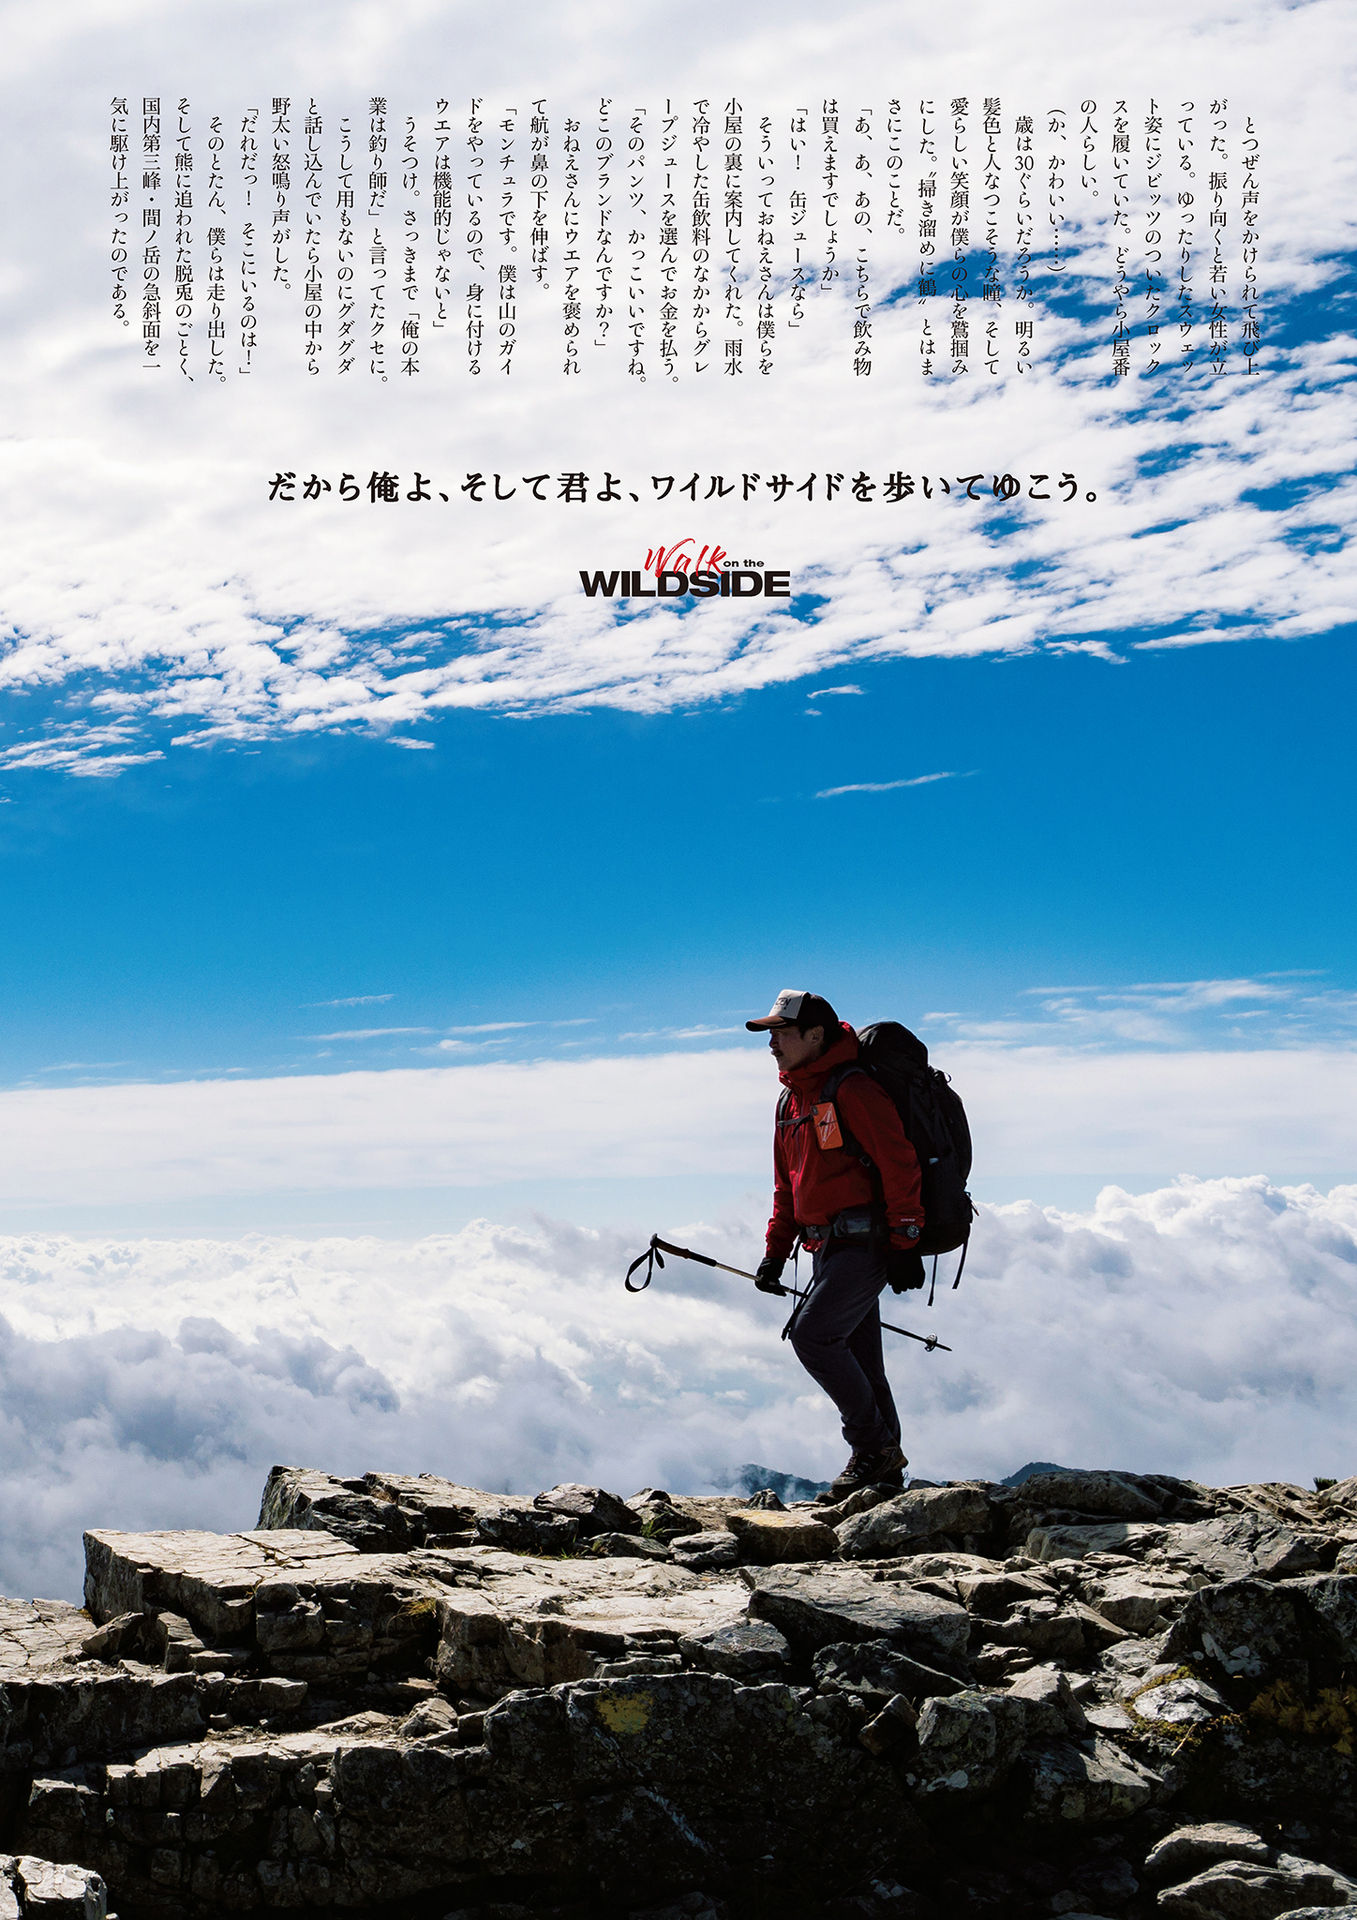 とつぜん声をかけられて飛び上
がった。振り向くと若い女性が立
っている。ゆったりしたスウェッ
ト姿にジビッツのついたクロック
スを履いていた。どうやら小屋番
の人らしい。
（か、かわいい……）
歳は30ぐらいだろうか。明るい
髪色と人なつこそうな瞳、そして
愛らしい笑顔が僕らの心を鷲掴み
にした。〝掃き溜めに鶴〟とはま
さにこのことだ。
「あ、あ、あの、こちらで飲み物
は買えますでしょうか」
「はい！　缶ジュースなら」
そういっておねえさんは僕らを
小屋の裏に案内してくれた。雨水
で冷やした缶飲料のなかからグレ
ープジュースを選んでお金を払う。
「そのパンツ、かっこいいですね。
どこのブランドなんですか？」
おねえさんにウエアを褒められ
て航が鼻の下を伸ばす。
「モンチュラです。僕は山のガイ
ドをやっているので、身に付ける
ウエアは機能的じゃないと」
うそつけ。さっきまで「俺の本
業は釣り師だ」と言ってたクセに。
こうして用もないのにグダグダ
と話し込んでいたら小屋の中から
野太い怒鳴り声がした。
「だれだっ！　そこにいるのは！」
そのとたん、僕らは走り出した。
そして熊に追われた脱兎のごとく、
国内第三峰・間ノ岳の急斜面を一
気に駆け上がったのである。
だから俺よ、そして君よ、ワイルドサイドを歩いてゆこう。
Walk on the
WILDSIDE